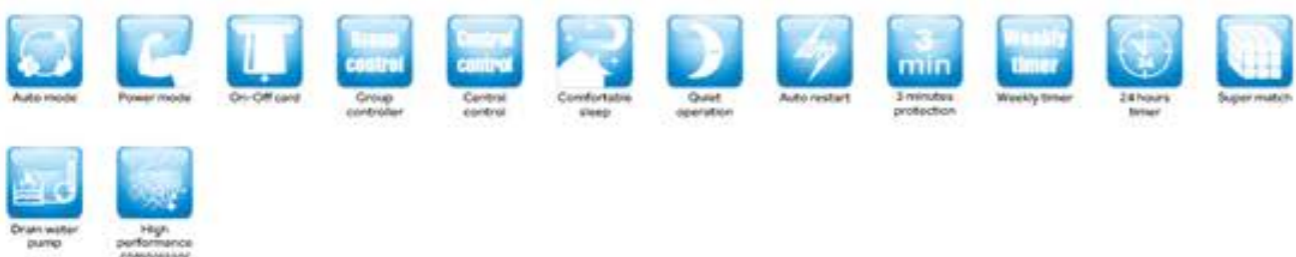 Group
control
Central
control
3
min
Weekly
timer
24
Auto mode
Power mode
On-Off card
Group
controller
Central
control
Comfortable
sleep
Quiet
operation
Auto restart
3 minutes
protection
Weekly timer
24 hours
timer
Super match
Drain water
pump
High
performance
compressor